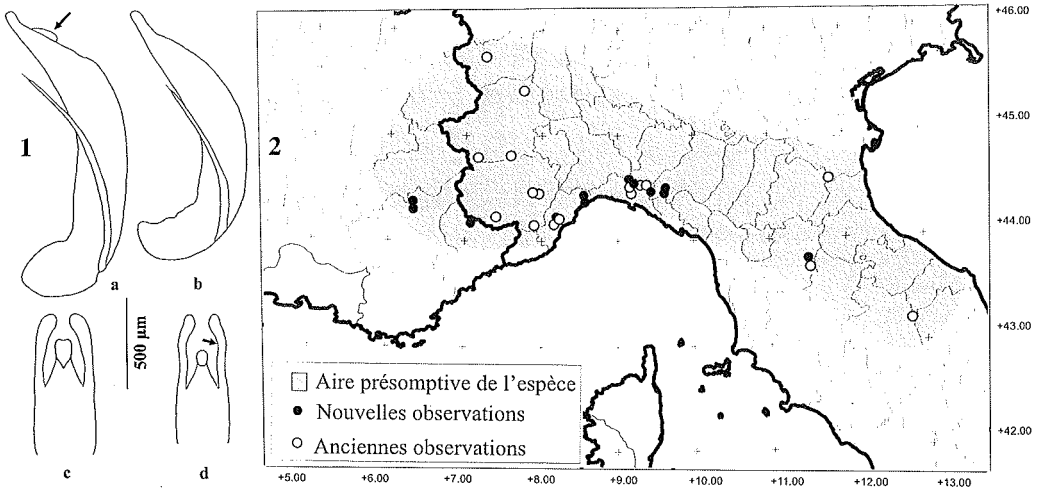 1
a
b
500 µm
c
d
2
Aire présomptive de l'espèce
Nouvelles observations
Anciennes observations
+46.00
+45.00
+44.00
+43.00
+42.00
+5.00 +6.00 +7.00 +8.00 +9.00 +10.00 +11.00 +12.00 +13.00